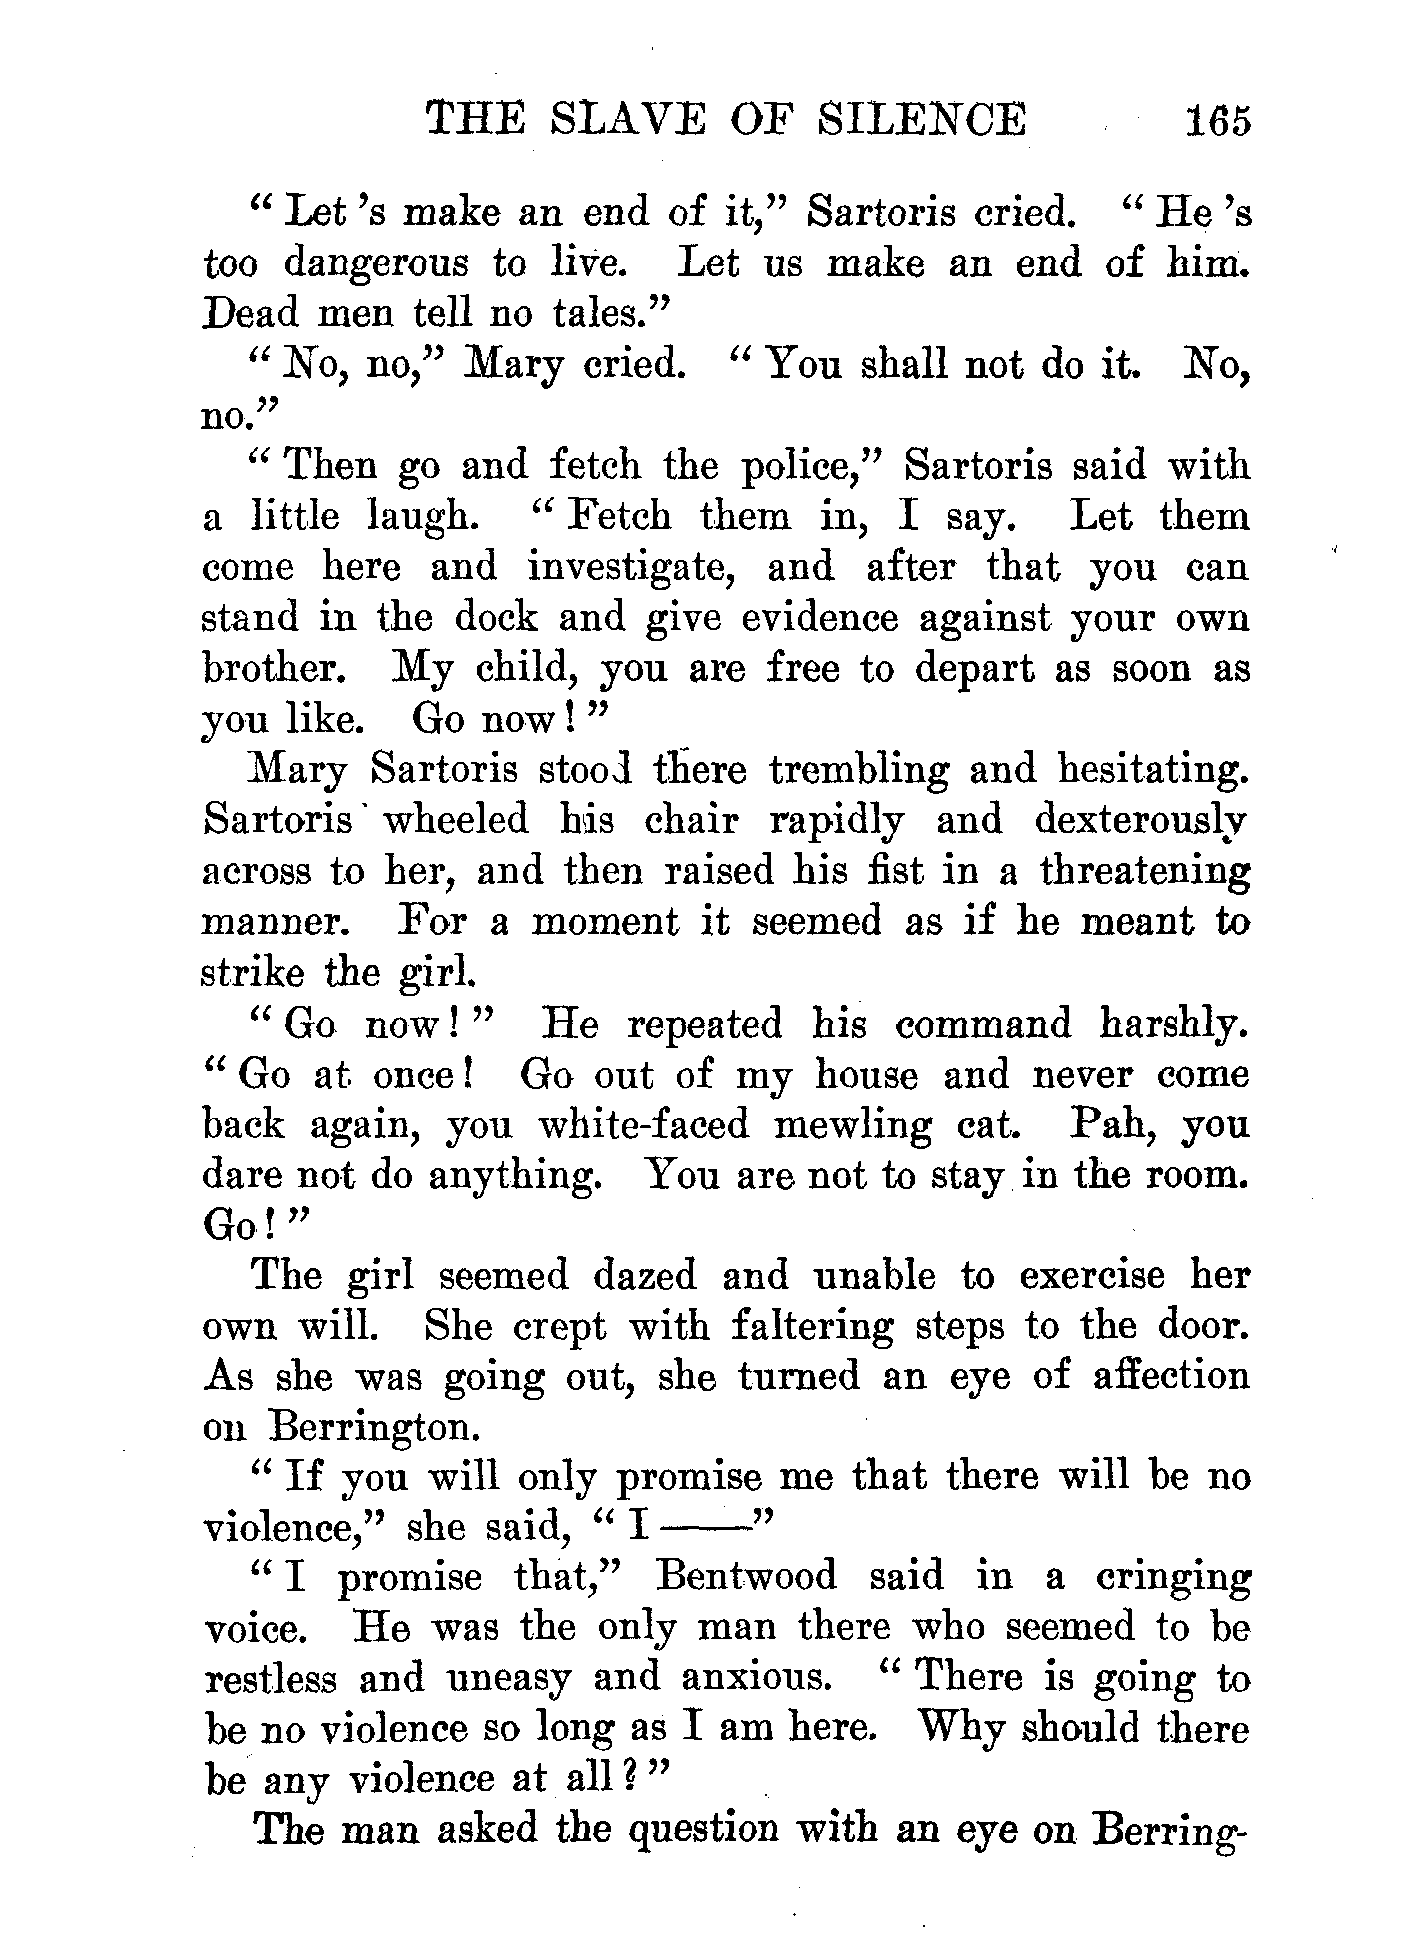 THE SLAVE OF SILENCE 165
“ Let ’s make an end of it,” Sartoris cried. “ He ’s
too dangerous to live. Let us make an end of him.
Dead men tell no tales.”
“ No, no,” Mary cried. “ You shall not do it. No,
no.”
“ Then go and fetch the police,” Sartoris said with
a little laugh. “ Fetch them in, I say. Let them
come here and investigate, and after that you can
stand in the dock and give evidence against your own
brother. My child, you are free to depart as soon as
you like. Go now! ”
Mary Sartoris stood there trembling and hesitating.
Sartoris wheeled his chair rapidly and dexterously
across to her, and then raised his fist in a threatening
manner. For a moment it seemed as if he meant to
strike the girl.
“ Go now! ” He repeated his command harshly.
“ Go at once! Go out of my house and never come
back again, you white-faced mewling cat. Pah, you
dare not do anything. You are not to stay in the room.
Go! ”
The girl seemed dazed and unable to exercise her
own will. She crept with faltering steps to the door.
As she was going out, she turned an eye of affection
on Berrington.
“ If you will only promise me that there will be no
violence,” she said, “ I ——”
“ I promise that,” Bentwood said in a cringing
voice. He was the only man there who seemed to be
restless and uneasy and anxious. “ There is going to
be no violence so long as I am here. Why should there
be any violence at all? ”
The man asked the question with an eye on Berring-